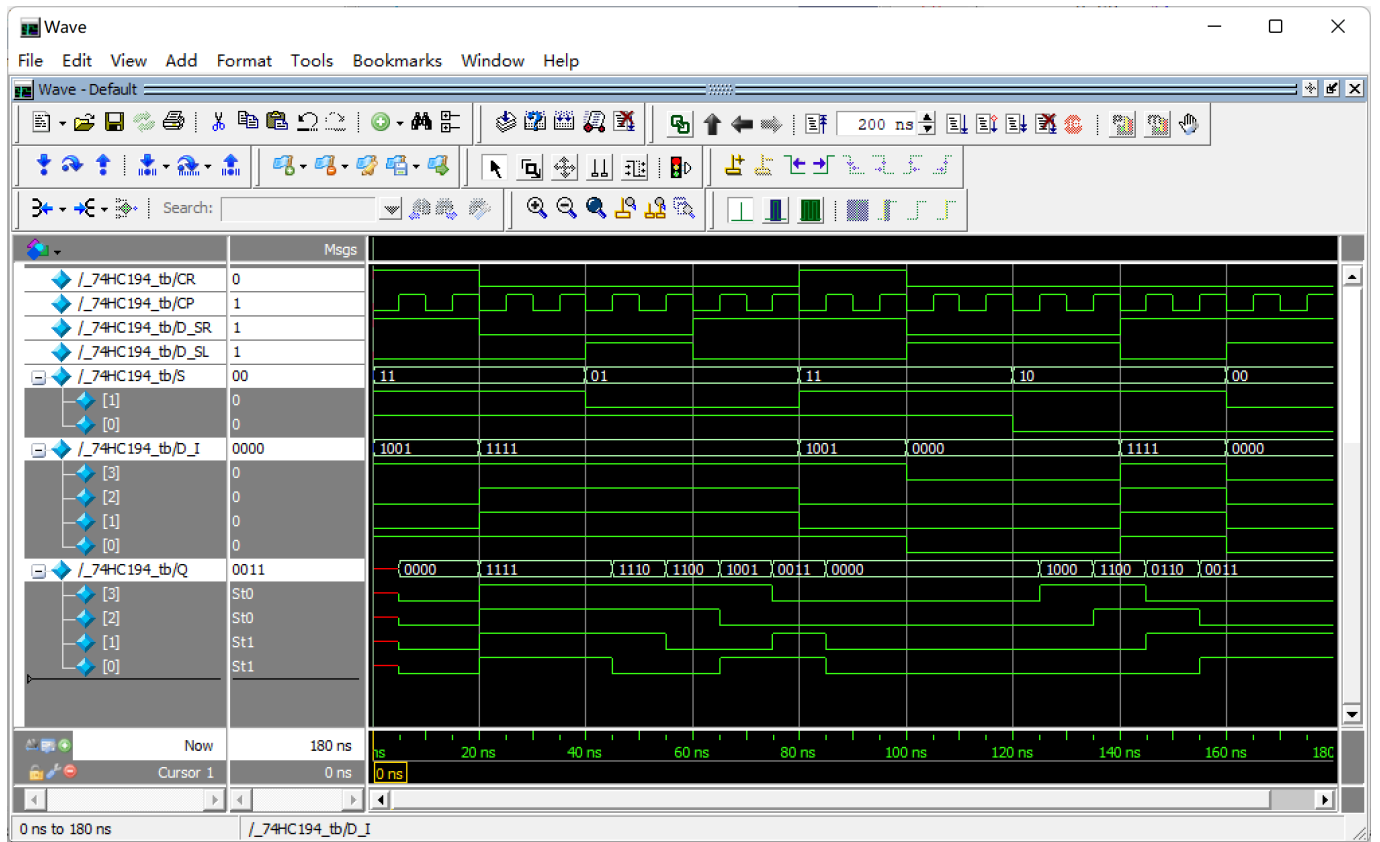 Wave
File Edit View Add Format Tools Bookmarks Window Help
Wave - Default
200 ns
Search:
Msgs
/_74HC194_tb/CR 0
/_74HC194_tb/CP 1
/_74HC194_tb/D_SR 1
/_74HC194_tb/D_SL 1
/_74HC194_tb/S 00 11 01 11 10 00
[1] 0
[0] 0
/_74HC194_tb/D_I 0000 1001 1111 1001 0000 1111 0000
[3] 0
[2] 0
[1] 0
[0] 0
/_74HC194_tb/Q 0011 0000 1111 1110 1100 1001 0011 0000 1000 1100 0110 0011
[3] St0
[2] St0
[1] St1
[0] St1
Now 180 ns ns 20 ns 40 ns 60 ns 80 ns 100 ns 120 ns 140 ns 160 ns 180
Cursor 1 0 ns 0 ns
0 ns to 180 ns /_74HC194_tb/D_I